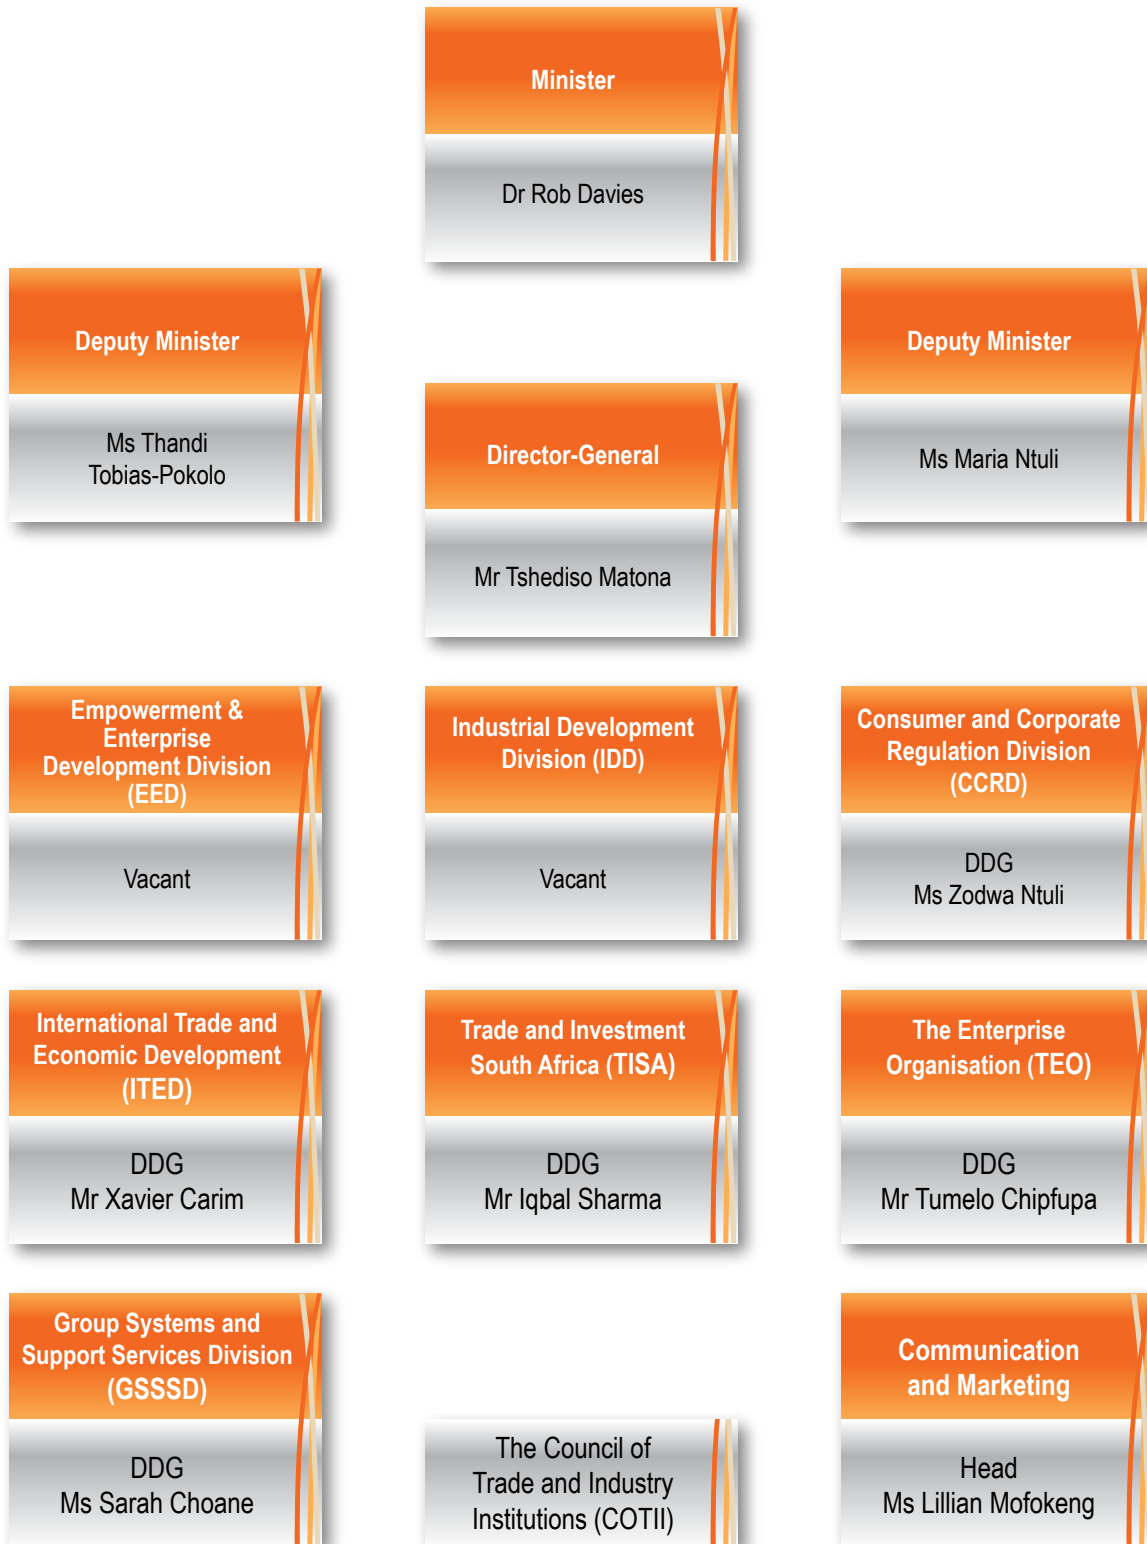 Minister
Dr Rob Davies
Deputy Minister
Ms Thandi
Tobias-Pokolo
Director-General
Mr Tshediso Matona
Deputy Minister
Ms Maria Ntuli
Empowerment &
Enterprise
Development Division
(EED)
Vacant
Industrial Development
Division (IDD)
Vacant
Consumer and Corporate
Regulation Division
(CCRD)
DDG
Ms Zodwa Ntuli
International Trade and
Economic Development
(ITED)
DDG
Mr Xavier Carim
Trade and Investment
South Africa (TISA)
DDG
Mr Iqbal Sharma
The Enterprise
Organisation (TEO)
DDG
Mr Tumelo Chipfupa
Group Systems and
Support Services Division
(GSSSD)
DDG
Ms Sarah Choane
The Council of
Trade and Industry
Institutions (COTII)
Communication
and Marketing
Head
Ms Lillian Mofokeng